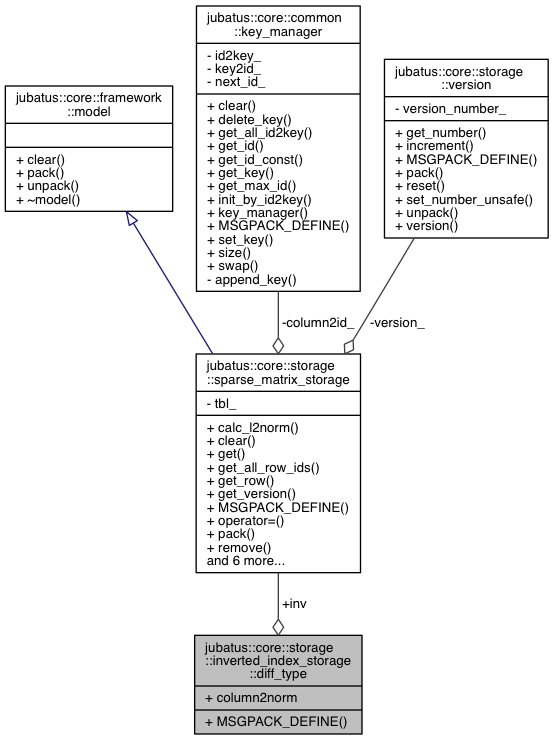 jubatus::core::common
::key_manager
- id2key_
- key2id_
- next_id_
+ clear()
+ delete_key()
+ get_all_id2key()
+ get_id()
+ get_id_const()
+ get_key()
+ get_max_id()
+ init_by_id2key()
+ key_manager()
+ MSGPACK_DEFINE()
+ set_key()
+ size()
+ swap()
- append_key()
jubatus::core::storage
::version
- version_number_
+ get_number()
+ increment()
+ MSGPACK_DEFINE()
+ pack()
+ reset()
+ set_number_unsafe()
+ unpack()
+ version()
jubatus::core::framework
::model
+ clear()
+ pack()
+ unpack()
+ ~model()
-column2id_
-version_
jubatus::core::storage
::sparse_matrix_storage
- tbl_
+ calc_l2norm()
+ clear()
+ get()
+ get_all_row_ids()
+ get_row()
+ get_version()
+ MSGPACK_DEFINE()
+ operator=()
+ pack()
+ remove()
and 6 more...
+inv
jubatus::core::storage
::inverted_index_storage
::diff_type
+ column2norm
+ MSGPACK_DEFINE()